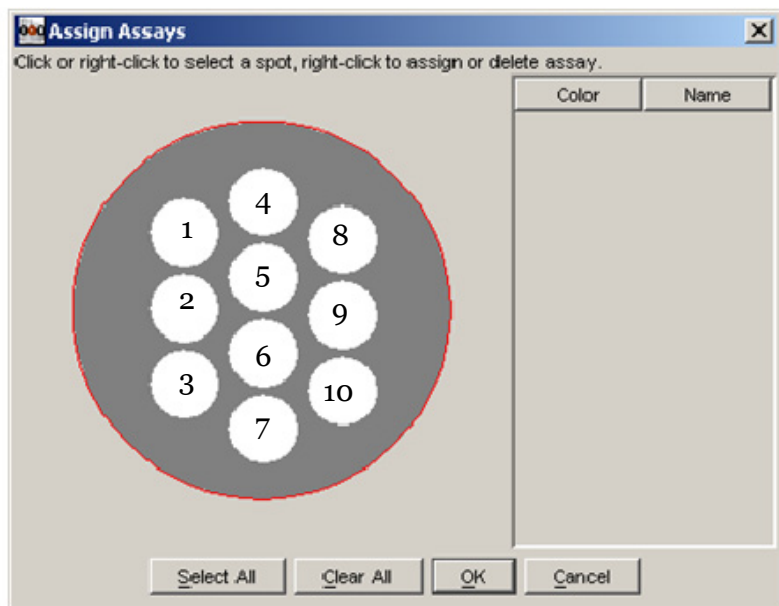 Assign Assays
Click or right-click to select a spot, right-click to assign or delete assay.
Color Name
1
2
3
4
5
6
7
8
9
10
Select All Clear All OK Cancel